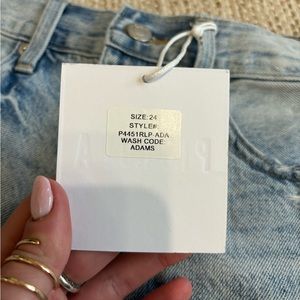 SIZE: 24
STYLE#:
P4451RLP-ADA
WASH CODE:
ADAMS